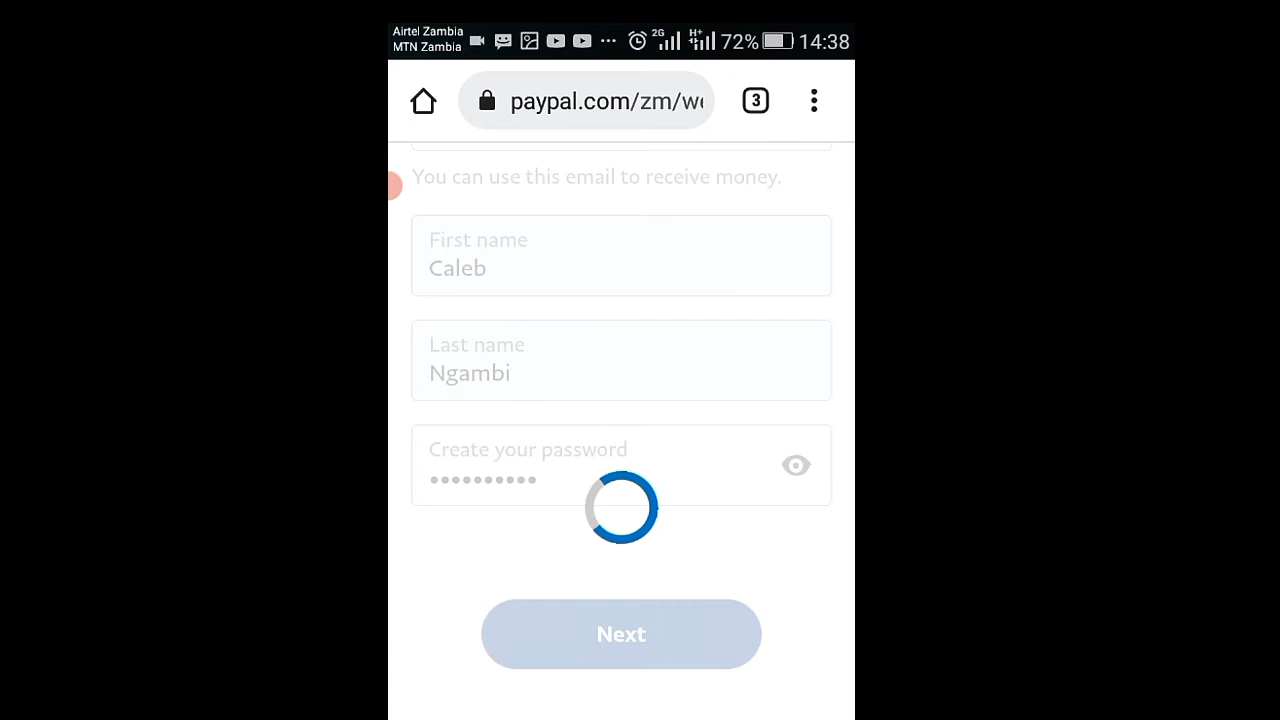 Airtel Zambia
MTN Zambia
2G
H+
72%
14:38
paypal.com/zm/w
3
You can use this email to receive money.
First name
Caleb
Last name
Ngambi
Create your password
••••••••••
Next